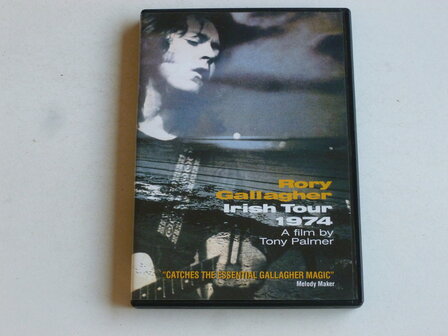 Rory
Gallagher
Irish Tour
1974
A film by
Tony Palmer
"CATCHES THE ESSENTIAL GALLAGHER MAGIC"
Melody Maker